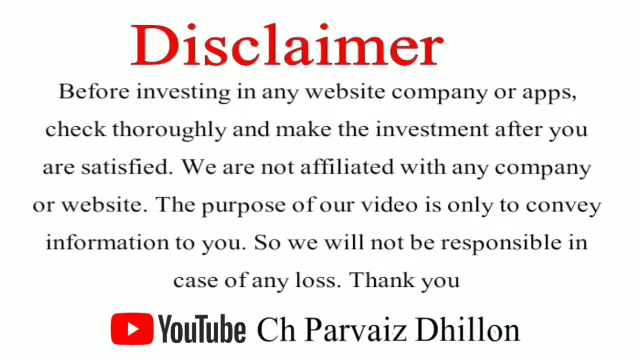 Disclaimer
Before investing in any website company or apps,
check thoroughly and make the investment after you
are satisfied. We are not affiliated with any company
or website. The purpose of our video is only to convey
information to you. So we will not be responsible in
case of any loss. Thank you
YouTube Ch Parvaiz Dhillon